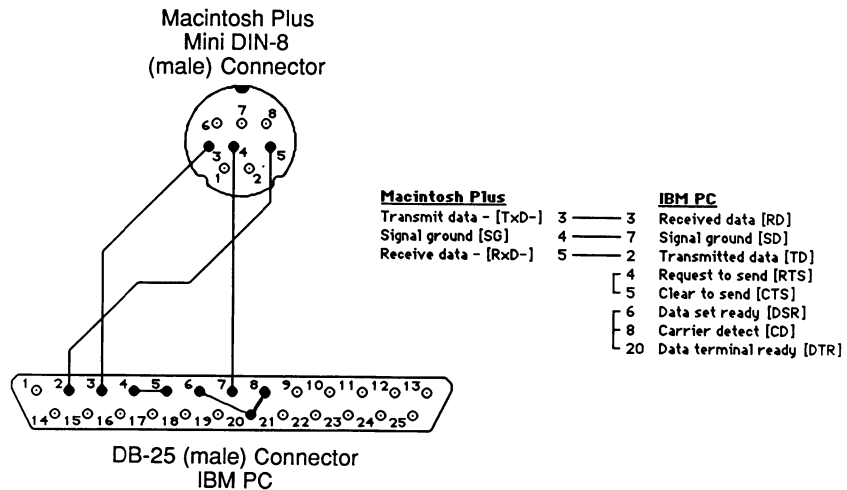 Macintosh Plus
Mini DIN-8
(male) Connector
6 7 8
3 4 5
1 2
Macintosh Plus IBM PC
Transmit data - [TxD-] 3 3 Received data [RD]
Signal ground [SG] 4 7 Signal ground [SD]
Receive data - [RxD-] 5 2 Transmitted data [TD]
4 Request to send [RTS]
5 Clear to send [CTS]
6 Data set ready [DSR]
8 Carrier detect [CD]
20 Data terminal ready [DTR]
1 2 3 4 5 6 7 8 9 10 11 12 13
14 15 16 17 18 19 20 21 22 23 24 25
DB-25 (male) Connector
IBM PC